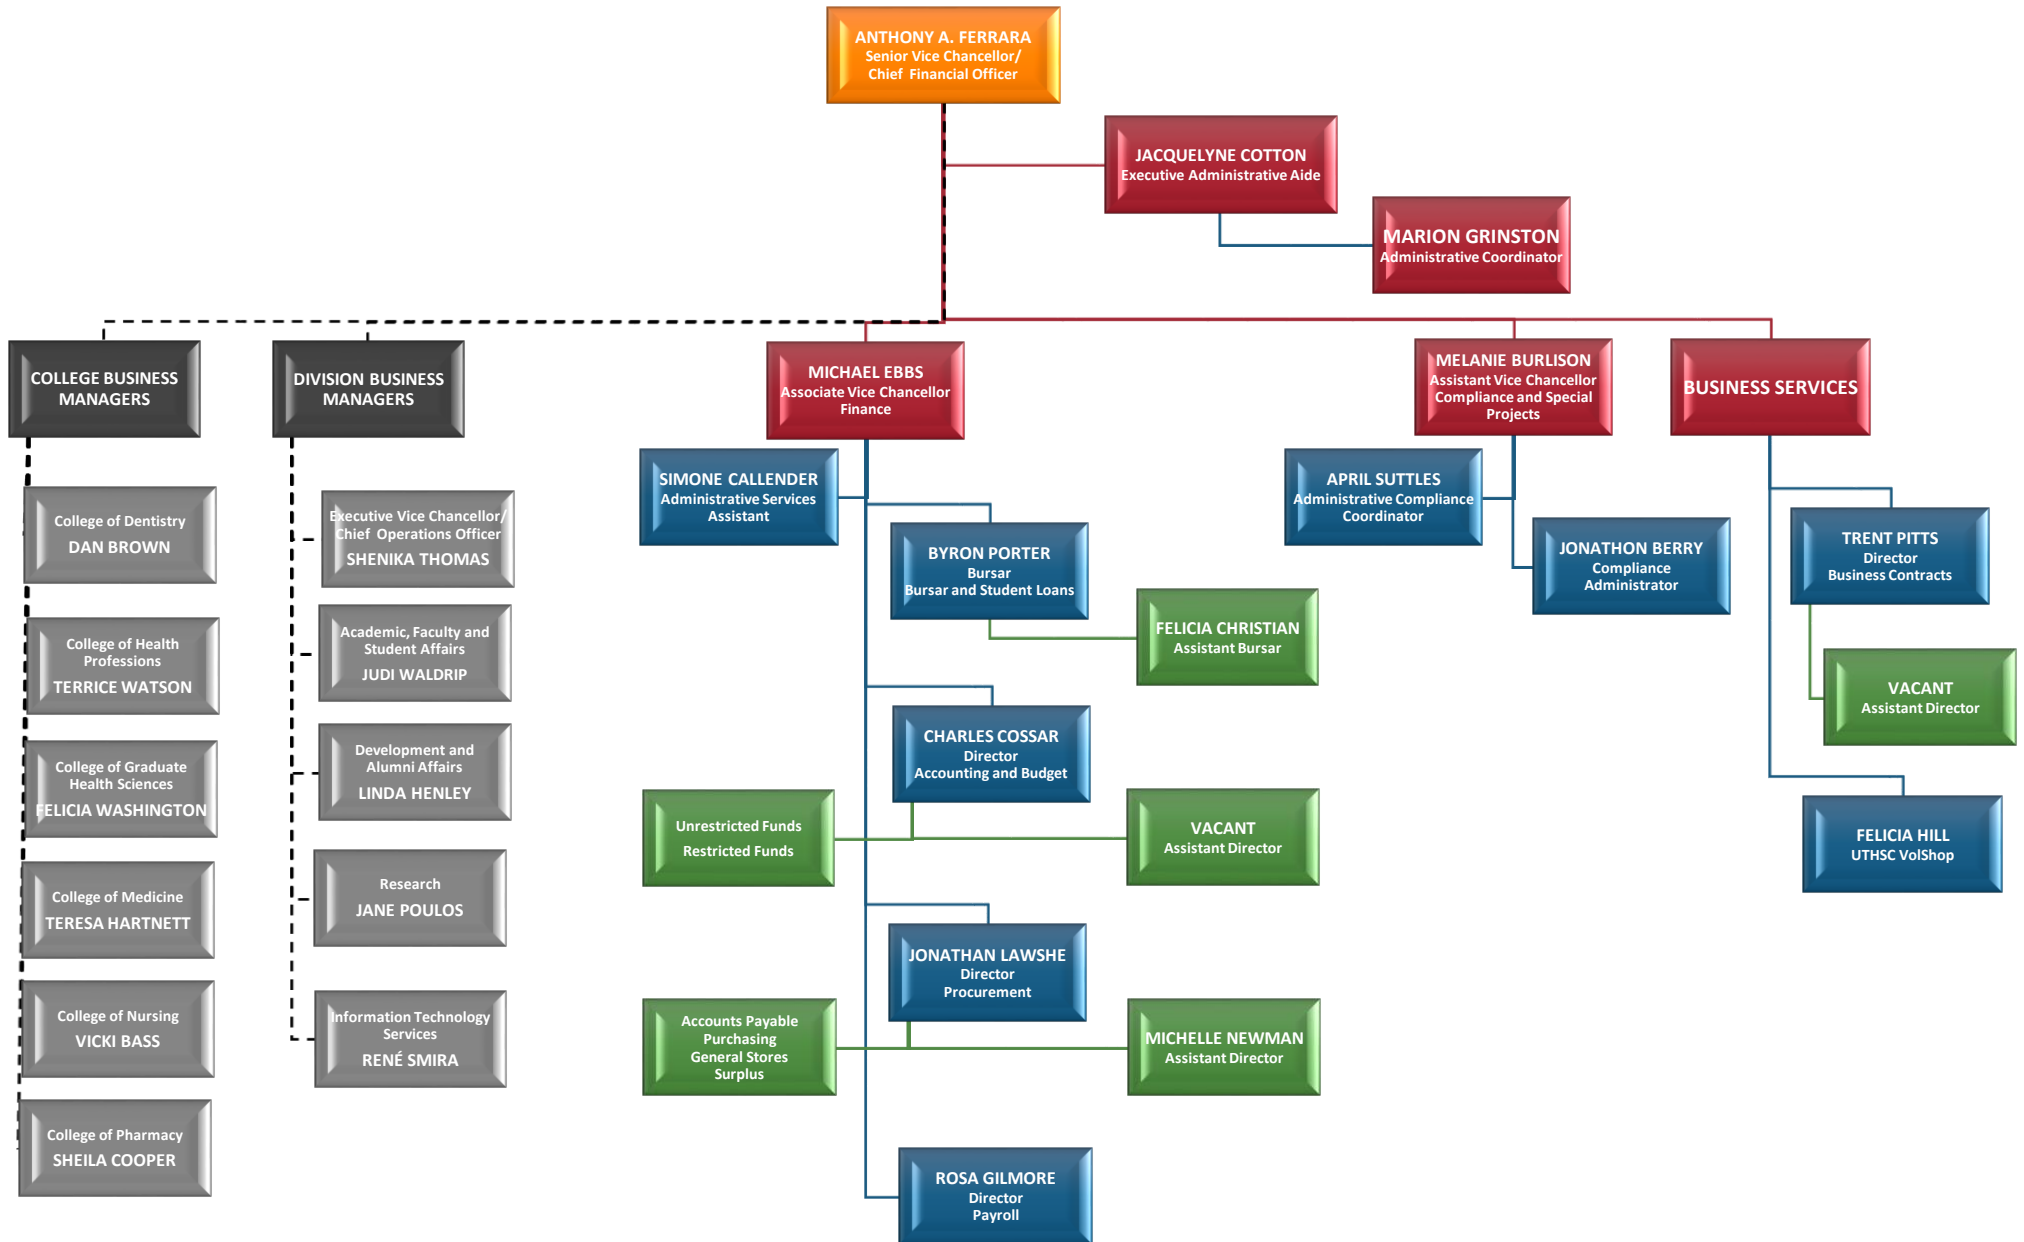 ANTHONY A. FERRARA
Senior Vice Chancellor/
Chief Financial Officer
JACQUELYNE COTTON
Executive Administrative Aide
MARION GRINSTON
Administrative Coordinator
COLLEGE BUSINESS
MANAGERS
College of Dentistry
DAN BROWN
College of Health
Professions
TERRICE WATSON
College of Graduate
Health Sciences
FELICIA WASHINGTON
College of Medicine
TERESA HARTNETT
College of Nursing
VICKI BASS
College of Pharmacy
SHEILA COOPER
DIVISION BUSINESS
MANAGERS
Executive Vice Chancellor/
Chief Operations Officer
SHENIKA THOMAS
Academic, Faculty and
Student Affairs
JUDI WALDRIP
Development and
Alumni Affairs
LINDA HENLEY
Research
JANE POULOS
Information Technology
Services
RENÉ SMIRA
MICHAEL EBBS
Associate Vice Chancellor
Finance
SIMONE CALLENDER
Administrative Services
Assistant
BYRON PORTER
Bursar
Bursar and Student Loans
FELICIA CHRISTIAN
Assistant Bursar
CHARLES COSSAR
Director
Accounting and Budget
Unrestricted Funds
Restricted Funds
VACANT
Assistant Director
JONATHAN LAWSHE
Director
Procurement
Accounts Payable
Purchasing
General Stores
Surplus
MICHELLE NEWMAN
Assistant Director
ROSA GILMORE
Director
Payroll
MELANIE BURLISON
Assistant Vice Chancellor
Compliance and Special
Projects
APRIL SUTTLES
Administrative Compliance
Coordinator
JONATHON BERRY
Compliance
Administrator
BUSINESS SERVICES
TRENT PITTS
Director
Business Contracts
VACANT
Assistant Director
FELICIA HILL
UTHSC VolShop